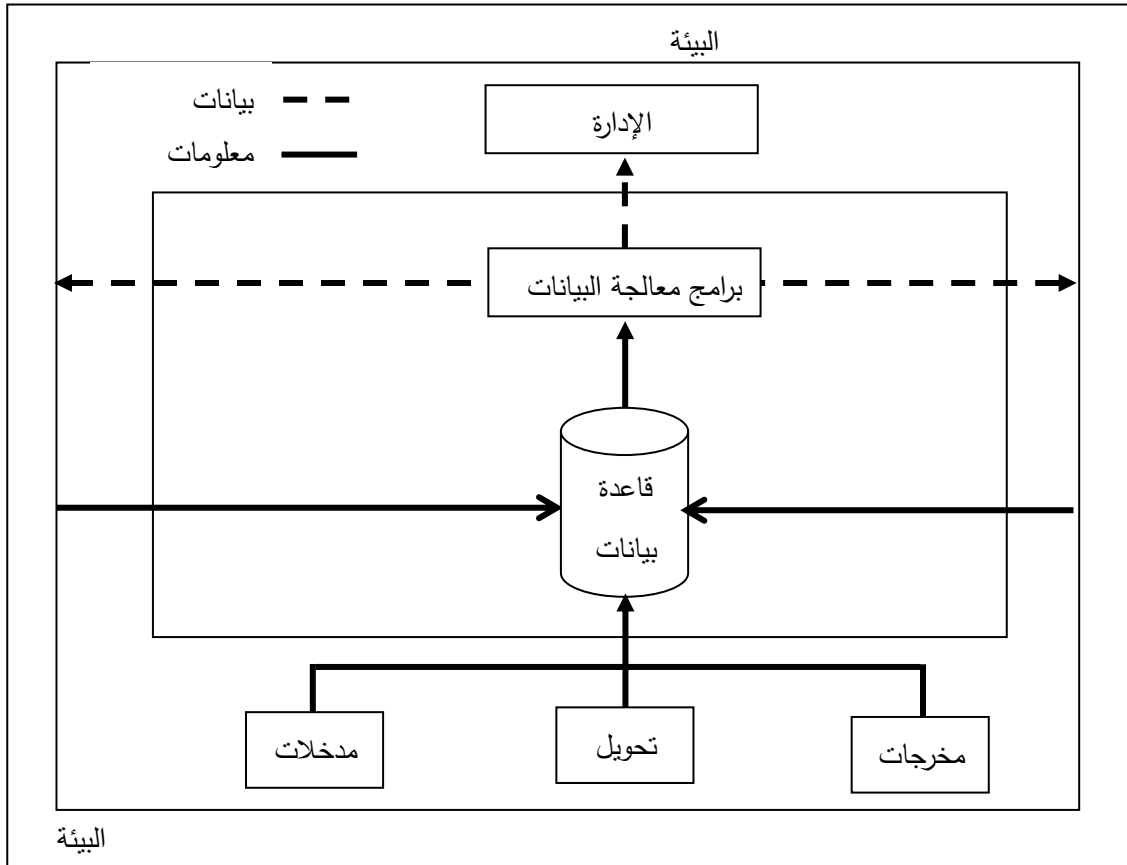 البيئة
بيانات
معلومات
الإدارة
برامج معالجة البيانات
قاعدة
بيانات
مدخلات
تحويل
مخرجات
البيئة